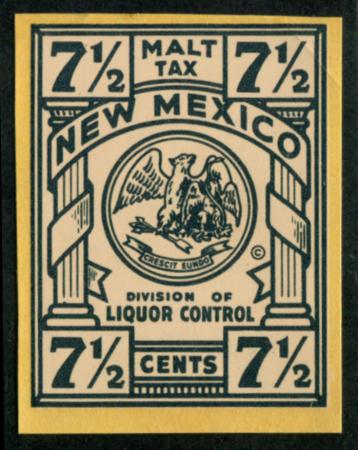 7½ MALT 7½
TAX
NEW MEXICO
CRESCIT EUNDO
©
DIVISION OF
LIQUOR CONTROL
7½ CENTS 7½